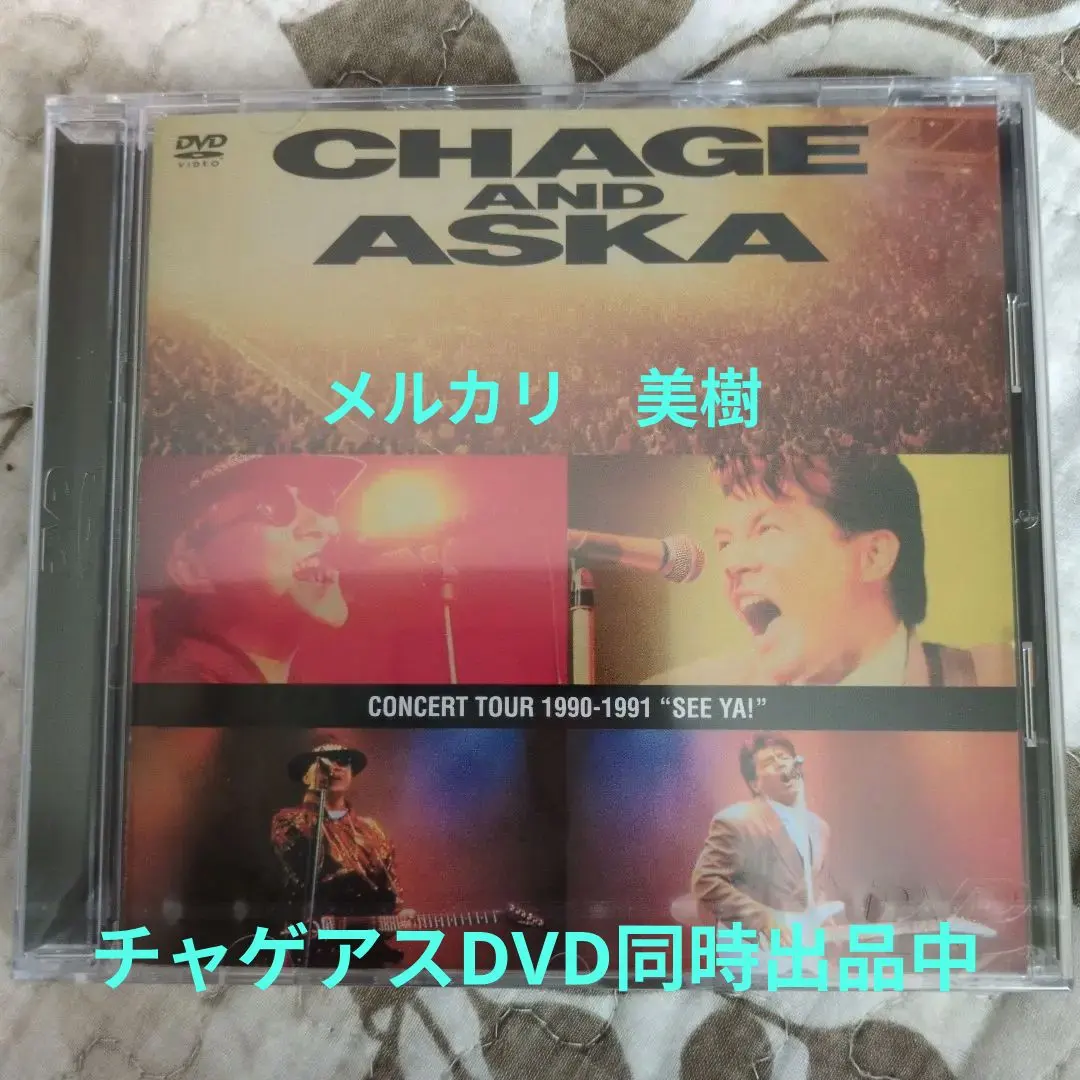 DVD
VIDEO
CHAGE
AND
ASKA
メルカリ　美樹
CONCERT TOUR 1990-1991 “SEE YA!”
チャゲアスDVD同時出品中